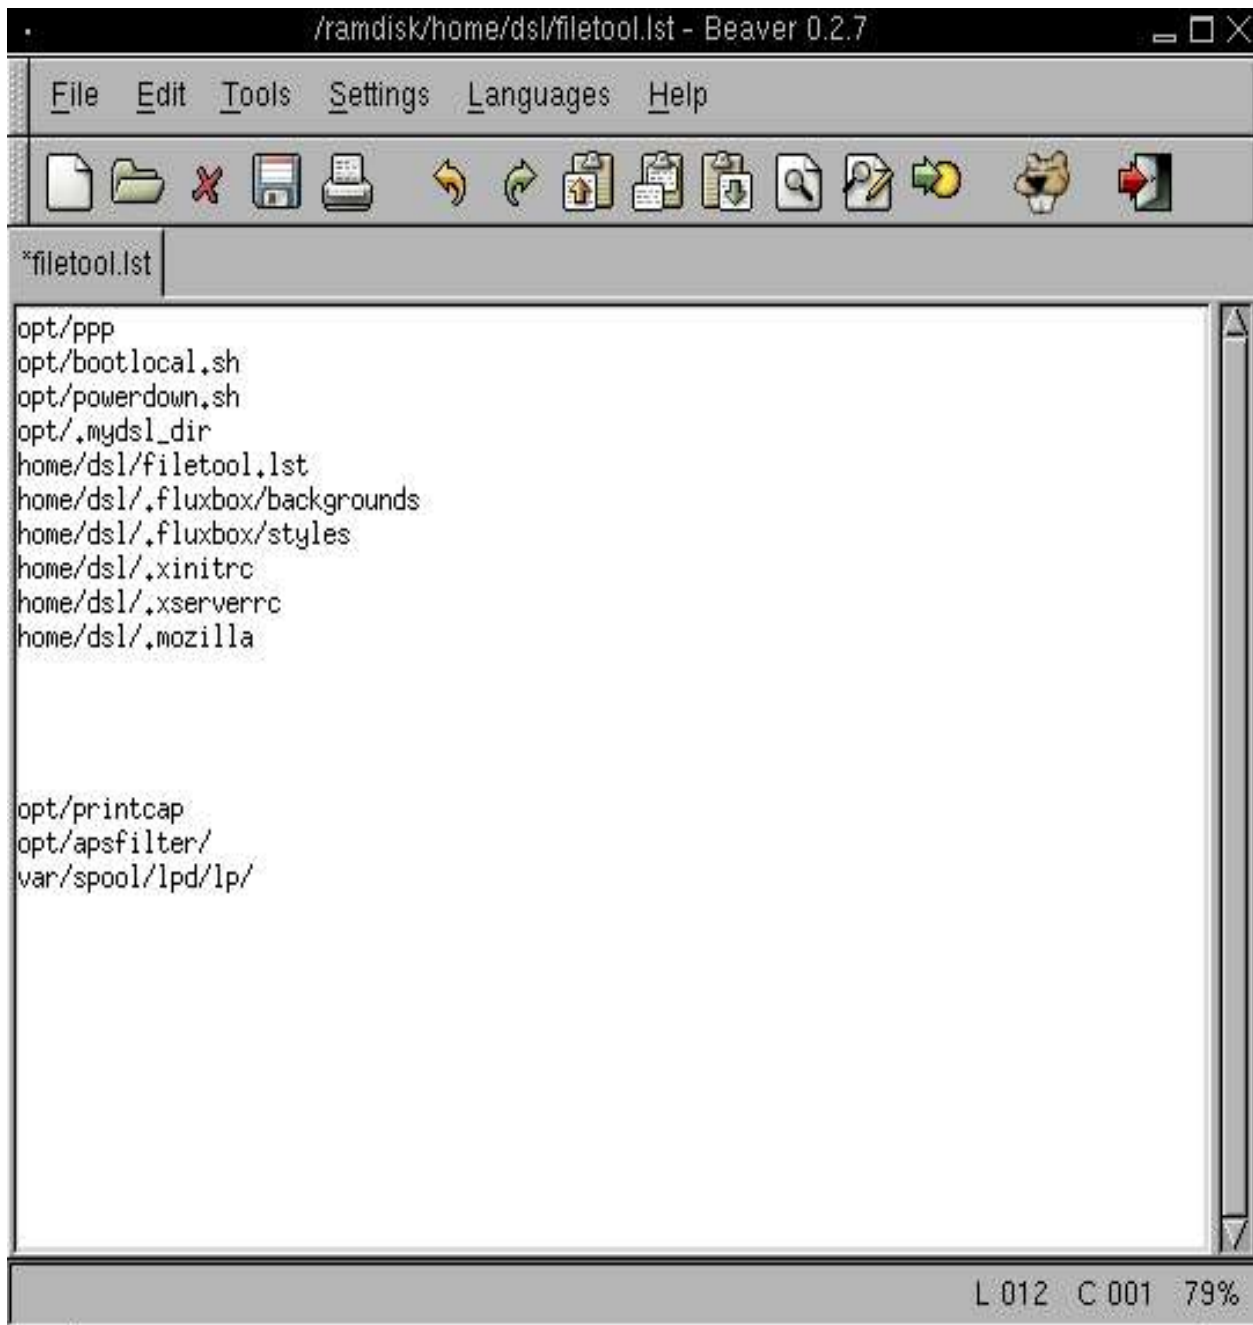 /ramdisk/home/dsl/filetool.lst - Beaver 0.2.7
File Edit Tools Settings Languages Help
*filetool.lst
opt/ppp
opt/bootlocal.sh
opt/powerdown.sh
opt/.mydsl_dir
home/dsl/filetool.lst
home/dsl/.fluxbox/backgrounds
home/dsl/.fluxbox/styles
home/dsl/.xinitrc
home/dsl/.xserverrc
home/dsl/.mozilla
opt/printcap
opt/apsfilter/
var/spool/lpd/lp/
L 012 C 001 79%